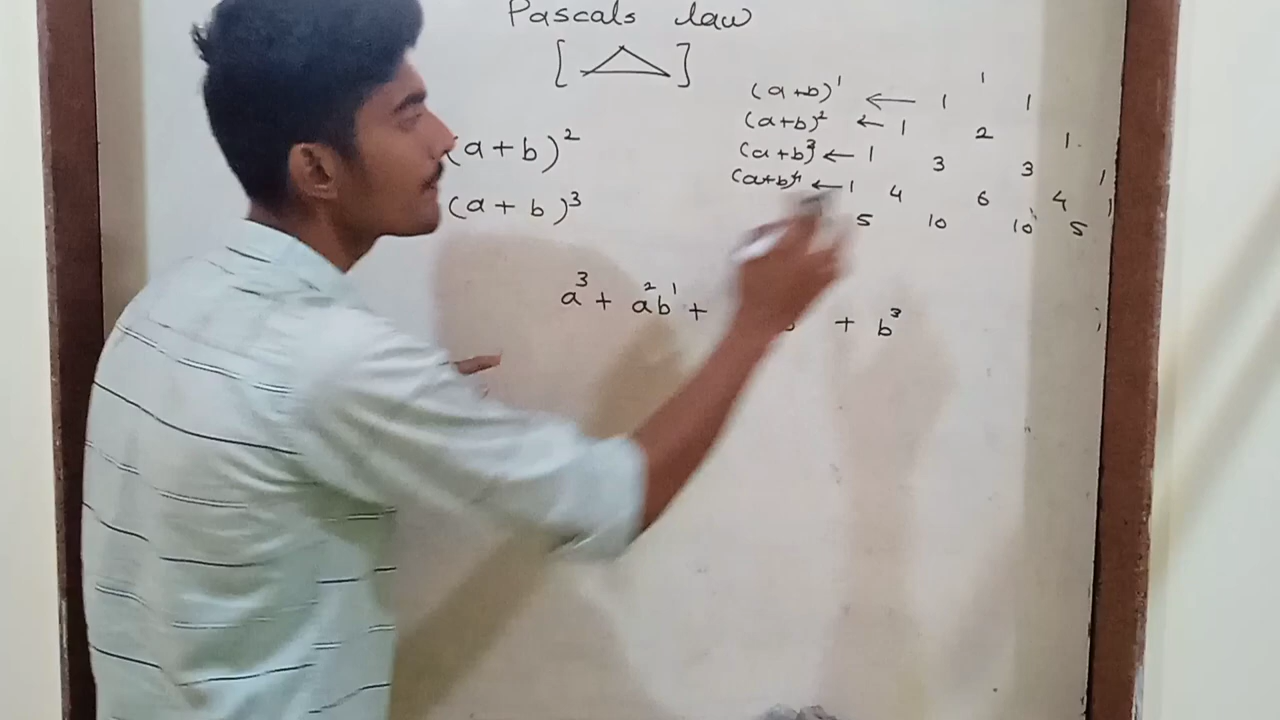 Pascals law
[ ]
(a+b)²
(a+b)³
1
(a+b)¹ ← 1 1
(a+b)² ← 1 2 1
(a+b)³ ← 1 3 3 1
(a+b)⁴ ← 1 4 6 4 1
5 10 10 5
a³ + a²b¹ + + b³